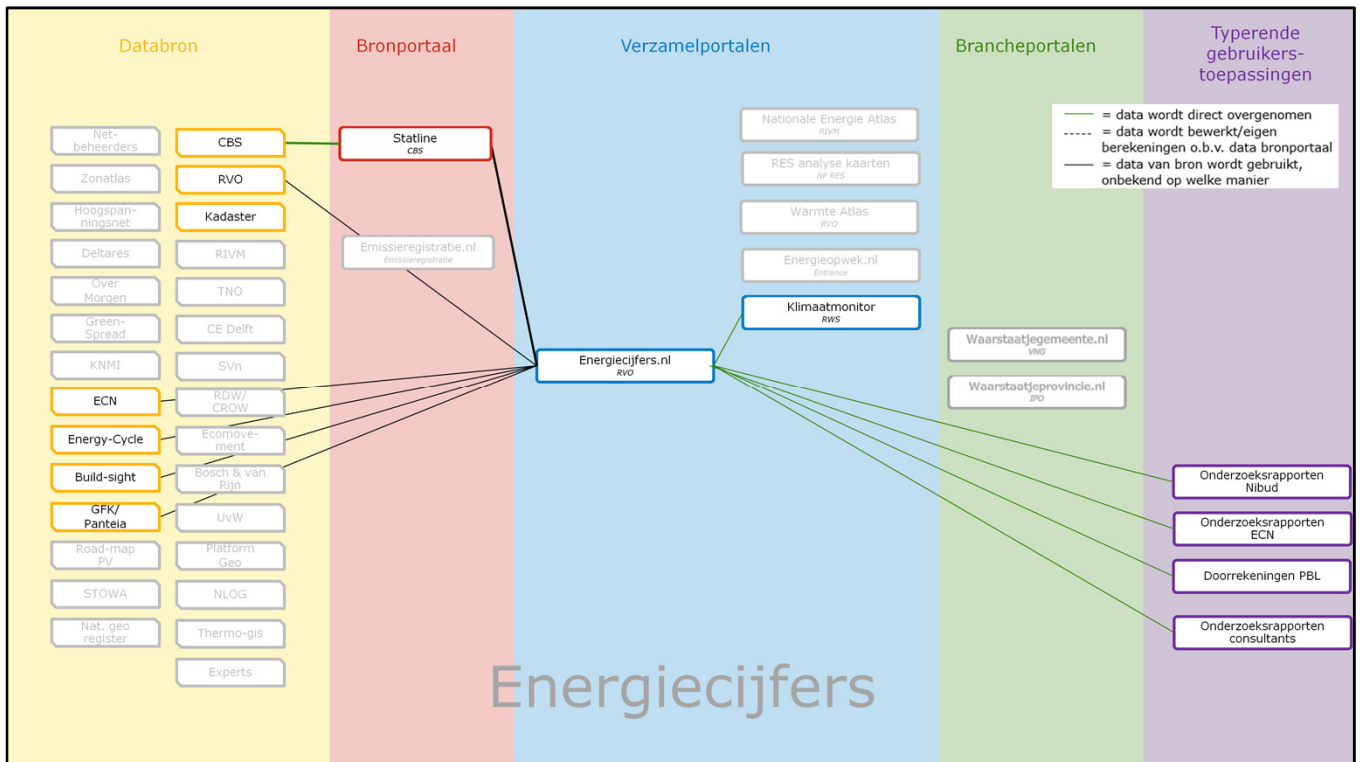 Databron
Bronportaal
Verzamelportalen
Brancheportalen
Typerende
gebruikers-
toepassingen
Net-
beheerders
Zonatlas
Hoogspan-
ningsnet
Deltares
Over
Morgen
Green-
Spread
KNMI
ECN
Energy-Cycle
Build-sight
GFK/
Panteia
Road-map
PV
STOWA
Nat. geo
register
CBS
RVO
Kadaster
RIVM
TNO
CE Delft
SVn
RDW/
CROW
Ecomove-
ment
Bosch & van
Rijn
UvW
Platform
Geo
NLOG
Thermo-gis
Experts
Statline
CBS
Emissieregistratie.nl
Emissieregistratie
Energiecijfers.nl
RVO
Nationale Energie Atlas
RIVM
RES analyse kaarten
NP RES
Warmte Atlas
RVO
Energieopwek.nl
Entrance
Klimaatmonitor
RWS
Waarstaatjegemeente.nl
VNG
Waarstaatjeprovincie.nl
IPO
= data wordt direct overgenomen
= data wordt bewerkt/eigen
berekeningen o.b.v. data bronportaal
= data van bron wordt gebruikt,
onbekend op welke manier
Onderzoeksrapporten
Nibud
Onderzoeksrapporten
ECN
Doorrekeningen PBL
Onderzoeksrapporten
consultants
Energiecijfers